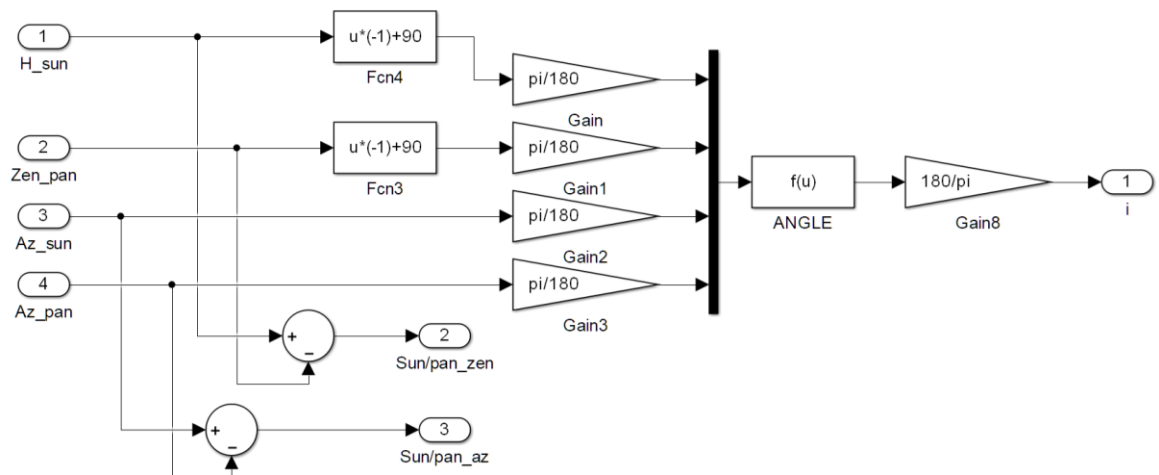 1
H_sun
u*(-1)+90
Fcn4
pi/180
Gain
2
Zen_pan
u*(-1)+90
Fcn3
pi/180
Gain1
3
Az_sun
pi/180
Gain2
4
Az_pan
pi/180
Gain3
f(u)
ANGLE
180/pi
Gain8
1
i
+
−
2
Sun/pan_zen
+
−
3
Sun/pan_az